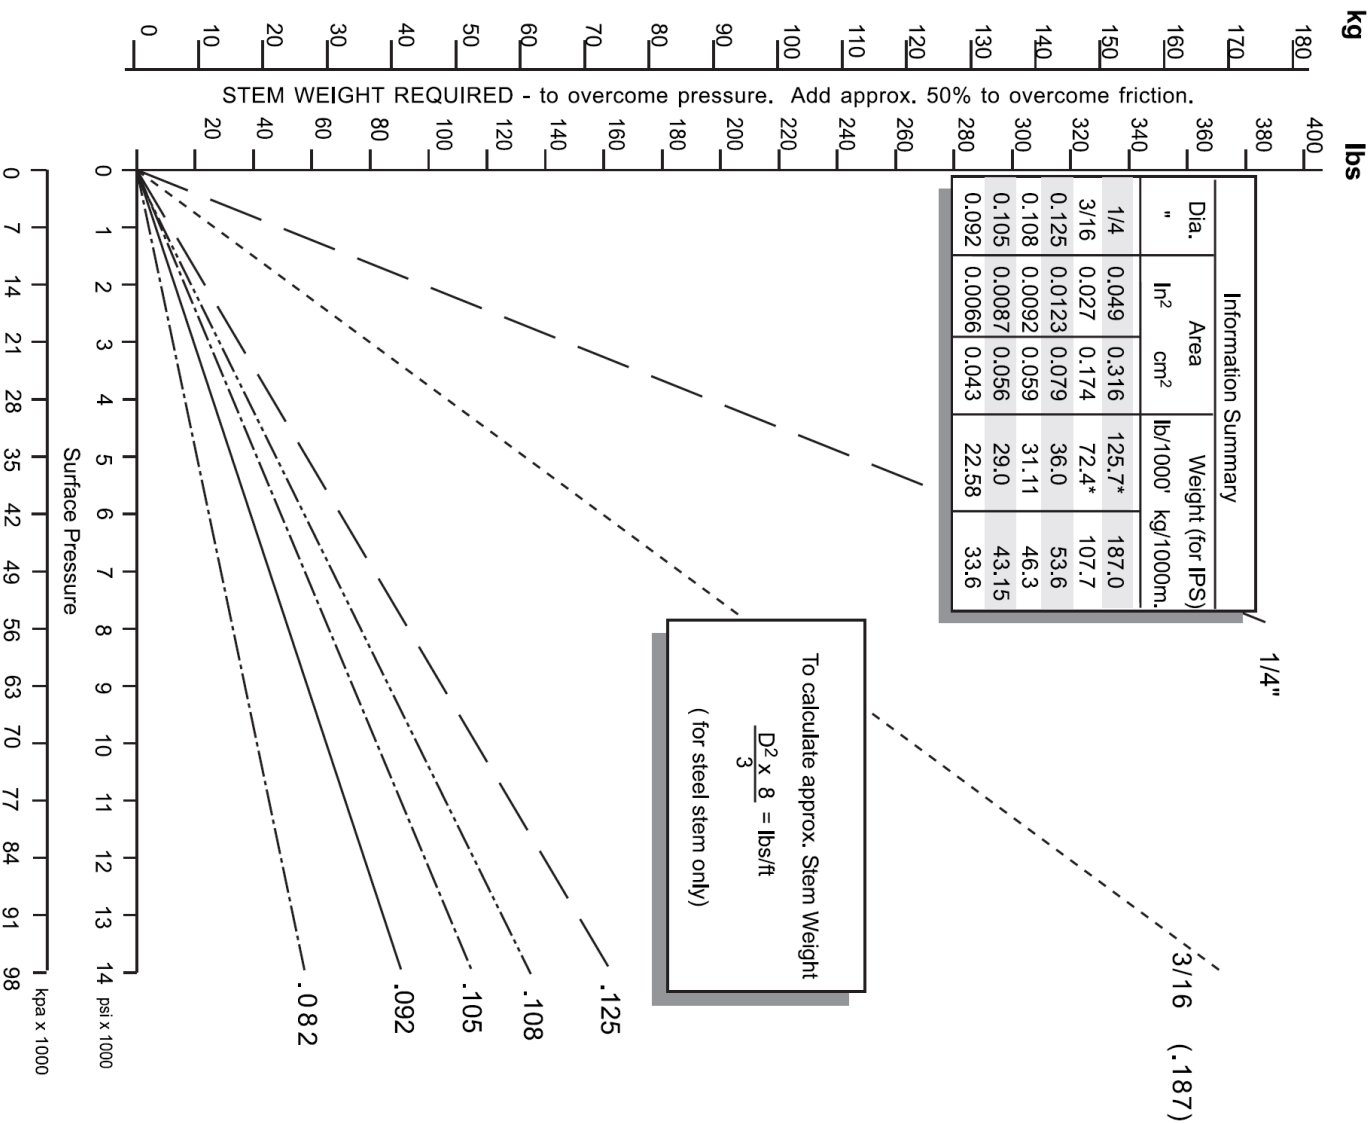 kg
0 10 20 30 40 50 60 70 80 90 100 110 120 130 140 150 160 170 180
STEM WEIGHT REQUIRED - to overcome pressure. Add approx. 50% to overcome friction.
lbs
20 40 60 80 100 120 140 160 180 200 220 240 260 280 300 320 340 360 380 400
Information Summary
Dia. Area Weight (for IPS)
" In² cm² lb/1000' kg/1000m.
1/4 0.049 0.316 125.7* 187.0
3/16 0.027 0.174 72.4* 107.7
0.125 0.0123 0.079 36.0 53.6
0.108 0.0092 0.059 31.11 46.3
0.105 0.0087 0.056 29.0 43.15
0.092 0.0066 0.043 22.58 33.6
1/4"
To calculate approx. Stem Weight
D² x 8
3
= lbs/ft
( for steel stem only)
3/16 (.187)
.125
.108
.105
.092
.082
0 1 2 3 4 5 6 7 8 9 10 11 12 13 14 psi x 1000
Surface Pressure
0 7 14 21 28 35 42 49 56 63 70 77 84 91 98 kpa x 1000